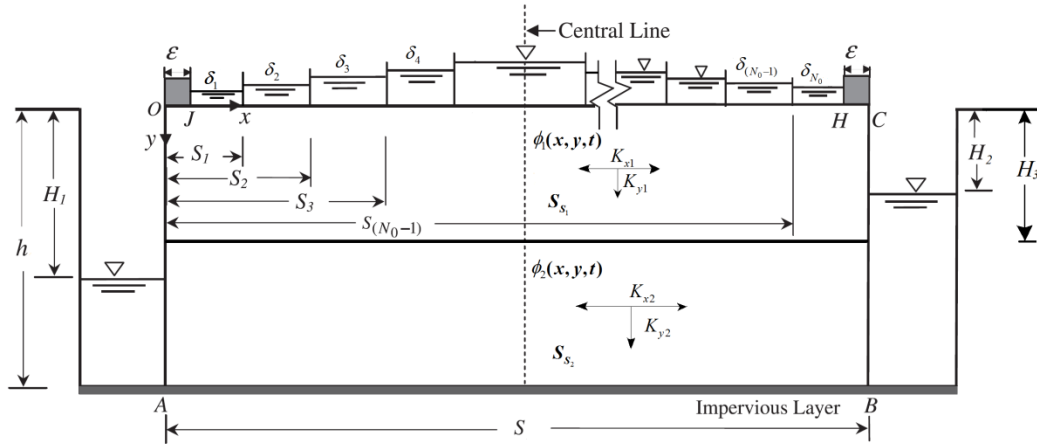 Central Line
ε
δ₁
δ₂
δ₃
δ₄
δ₍N₀₋₁₎
δN₀
ε
O
J
x
H
C
y
ϕ₁(x, y, t)
S₁
S₂
S₃
S₍N₀₋₁₎
Kx1
Ky1
Ss₁
H₁
H₂
H₃
h
ϕ₂(x, y, t)
Kx2
Ky2
Ss₂
A
Impervious Layer
B
S